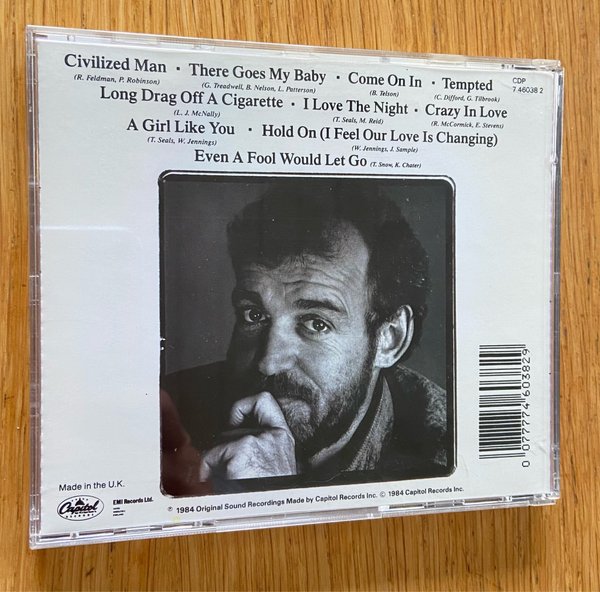 Civilized Man · There Goes My Baby · Come On In · Tempted
(R. Feldman, P. Robinson) (G. Treadwell, B. Nelson, L. Patterson) (B. Telson) (C. Difford, G. Tilbrook)
Long Drag Off A Cigarette · I Love The Night · Crazy In Love
(L. J. McNally) (T. Seals, M. Reid) (R. McCormick, E. Stevens)
A Girl Like You · Hold On (I Feel Our Love Is Changing)
(T. Seals, W. Jennings) (W. Jennings, J. Sample)
Even A Fool Would Let Go (T. Snow, K. Chater)
CDP
7 46038 2
0 077774 603829
Made in the U.K.
Capitol
RECORDS
EMI Records Ltd.
℗ 1984 Original Sound Recordings Made by Capitol Records Inc. © 1984 Capitol Records Inc.